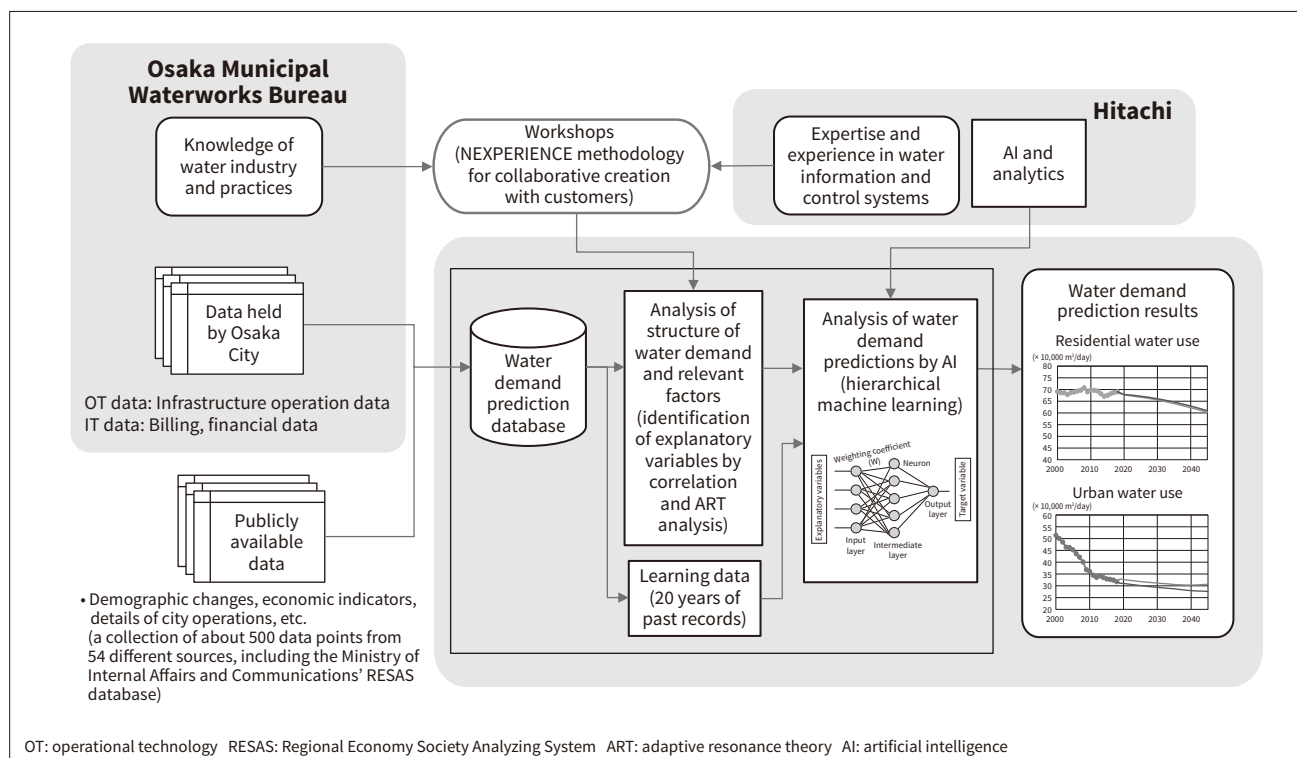 Osaka Municipal
Waterworks Bureau
Knowledge of
water industry
and practices
Workshops
(NEXPERIENCE methodology
for collaborative creation
with customers)
Hitachi
Expertise and
experience in water
information and
control systems
AI and
analytics
Data held
by Osaka
City
OT data: Infrastructure operation data
IT data: Billing, financial data
Publicly
available
data
• Demographic changes, economic indicators,
details of city operations, etc.
(a collection of about 500 data points from
54 different sources, including the Ministry of
Internal Affairs and Communications’ RESAS
database)
Water
demand
prediction
database
Analysis of
structure of
water demand
and relevant
factors
(identification
of explanatory
variables by
correlation
and ART
analysis)
Learning data
(20 years of
past records)
Analysis of water
demand
predictions by AI
(hierarchical
machine learning)
Explanatory variables
Weighting coefficient
(W)
Neuron
Input
layer
Intermediate
layer
Output
layer
Target variable
Water demand
prediction results
Residential water use
(× 10,000 m³/day)
80
75
70
65
60
55
50
45
40
2000 2010 2020 2030 2040
Urban water use
(× 10,000 m³/day)
60
55
50
45
40
35
30
25
20
2000 2010 2020 2030 2040
OT: operational technology RESAS: Regional Economy Society Analyzing System ART: adaptive resonance theory AI: artificial intelligence